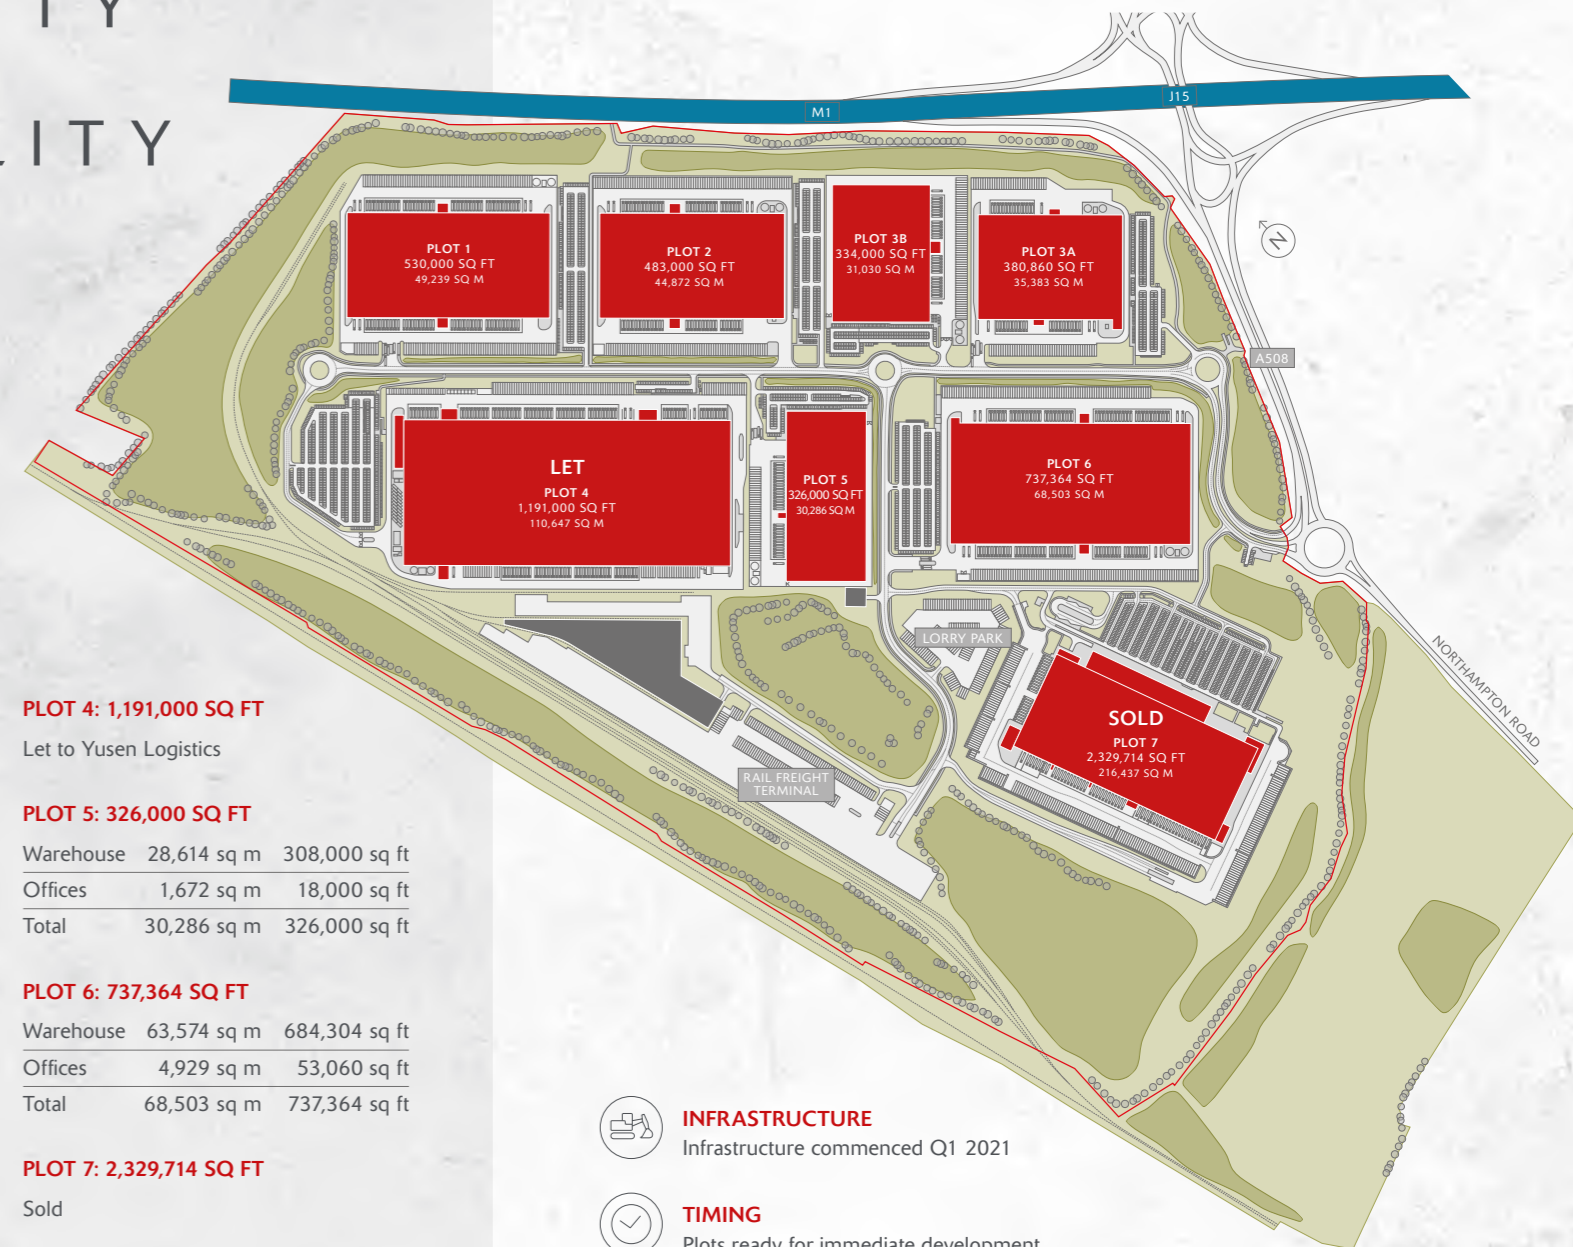 TY
LITY
M1
J15
N
PLOT 1
530,000 SQ FT
49,239 SQ M
PLOT 2
483,000 SQ FT
44,872 SQ M
PLOT 3B
334,000 SQ FT
31,030 SQ M
PLOT 3A
380,860 SQ FT
35,383 SQ M
A508
LET
PLOT 4
1,191,000 SQ FT
110,647 SQ M
PLOT 5
326,000 SQ FT
30,286 SQ M
PLOT 6
737,364 SQ FT
68,503 SQ M
LORRY PARK
NORTHAMPTON ROAD
SOLD
PLOT 7
2,329,714 SQ FT
216,437 SQ M
RAIL FREIGHT
TERMINAL
PLOT 4: 1,191,000 SQ FT
Let to Yusen Logistics
PLOT 5: 326,000 SQ FT
Warehouse 28,614 sq m 308,000 sq ft
Offices 1,672 sq m 18,000 sq ft
Total 30,286 sq m 326,000 sq ft
PLOT 6: 737,364 SQ FT
Warehouse 63,574 sq m 684,304 sq ft
Offices 4,929 sq m 53,060 sq ft
Total 68,503 sq m 737,364 sq ft
PLOT 7: 2,329,714 SQ FT
Sold
INFRASTRUCTURE
Infrastructure commenced Q1 2021
TIMING
Plots ready for immediate development